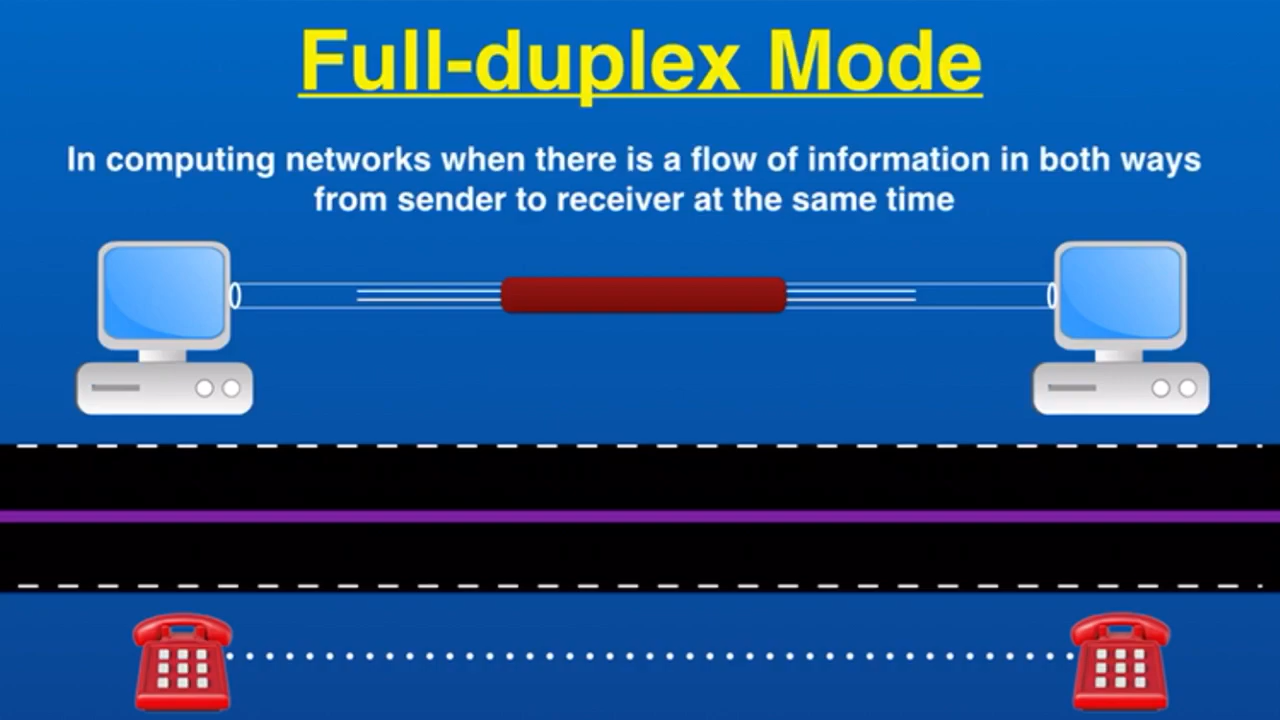 Full-duplex Mode
In computing networks when there is a flow of information in both ways
from sender to receiver at the same time